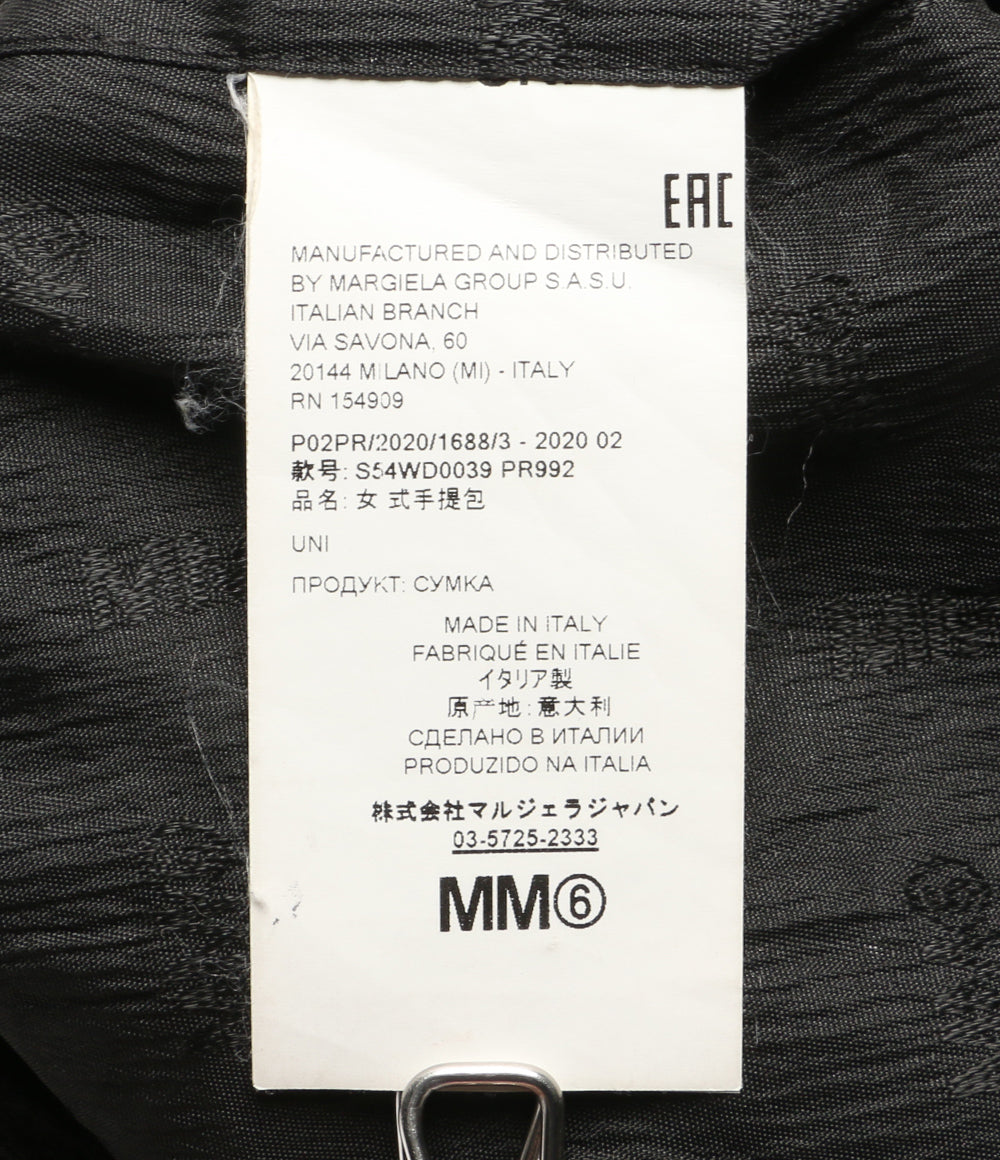 EAC
MANUFACTURED AND DISTRIBUTED
BY MARGIELA GROUP S.A.S.U.
ITALIAN BRANCH
VIA SAVONA, 60
20144 MILANO (MI) - ITALY
RN 154909
P02PR/2020/1688/3 - 2020 02
款号: S54WD0039 PR992
品名: 女 式手提包
UNI
ПРОДУКТ: СУМКА
MADE IN ITALY
FABRIQUÉ EN ITALIE
イタリア製
原产地: 意大利
СДЕЛАНО В ИТАЛИИ
PRODUZIDO NA ITALIA
株式会社マルジェラジャパン
03-5725-2333
MM⑥